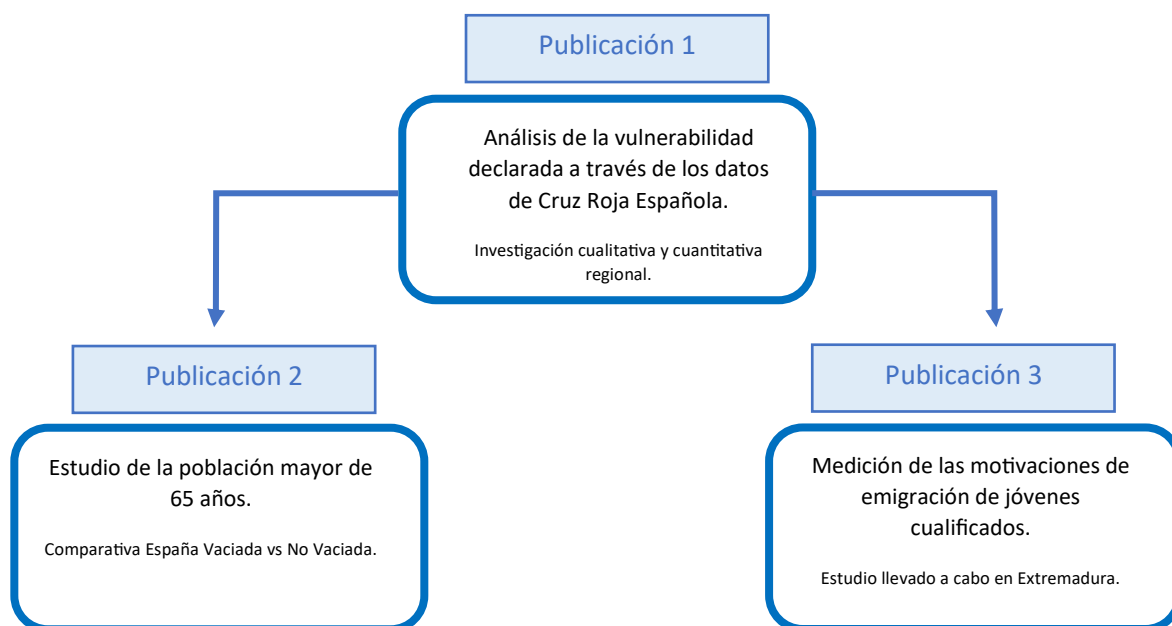 Publicación 1
Análisis de la vulnerabilidad
declarada a través de los datos
de Cruz Roja Española.
Investigación cualitativa y cuantitativa
regional.
Publicación 2
Estudio de la población mayor de
65 años.
Comparativa España Vaciada vs No Vaciada.
Publicación 3
Medición de las motivaciones de
emigración de jóvenes
cualificados.
Estudio llevado a cabo en Extremadura.